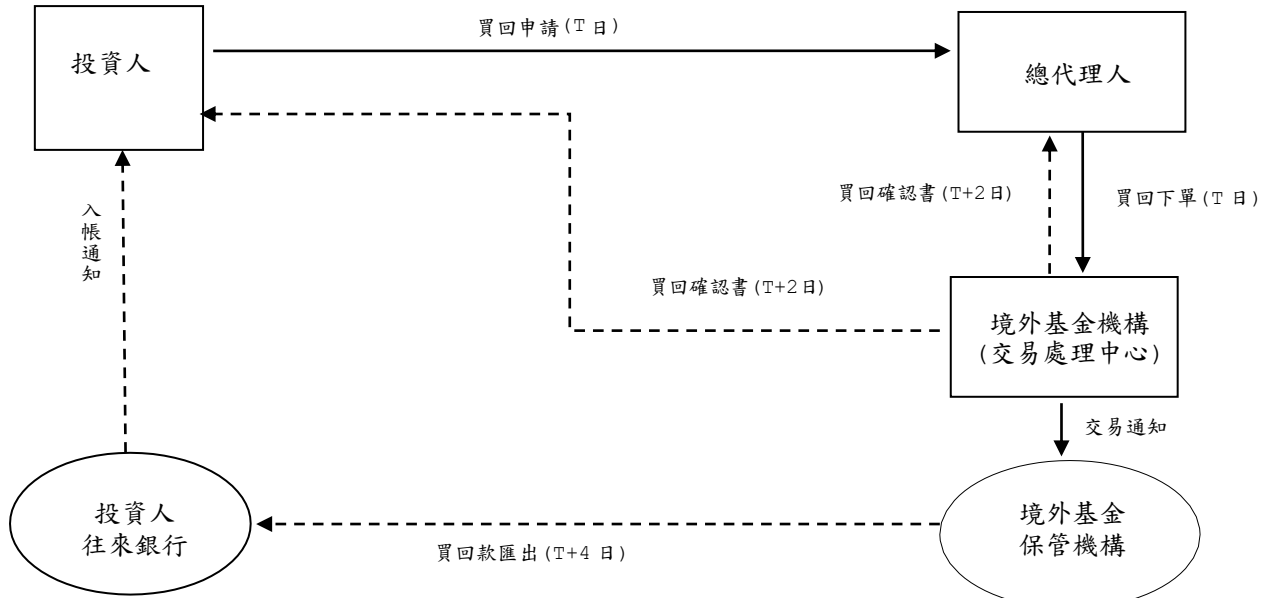 買回申請(T日)
投資人
總代理人
買回確認書(T+2日)
買回下單(T 日)
入
帳
通
知
買回確認書(T+2日)
境外基金機構
(交易處理中心)
交易通知
投資人
往來銀行
境外基金
保管機構
買回款匯出(T+4 日)